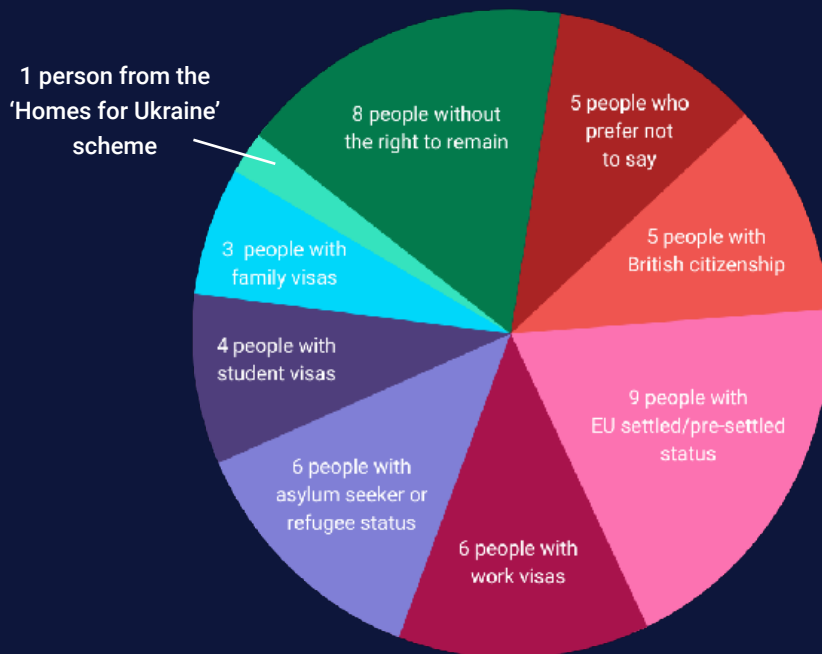 1 person from the
‘Homes for Ukraine’
scheme
8 people without
the right to remain
5 people who
prefer not
to say
5 people with
British citizenship
9 people with
EU settled/pre-settled
status
6 people with
work visas
6 people with
asylum seeker or
refugee status
4 people with
student visas
3 people with
family visas